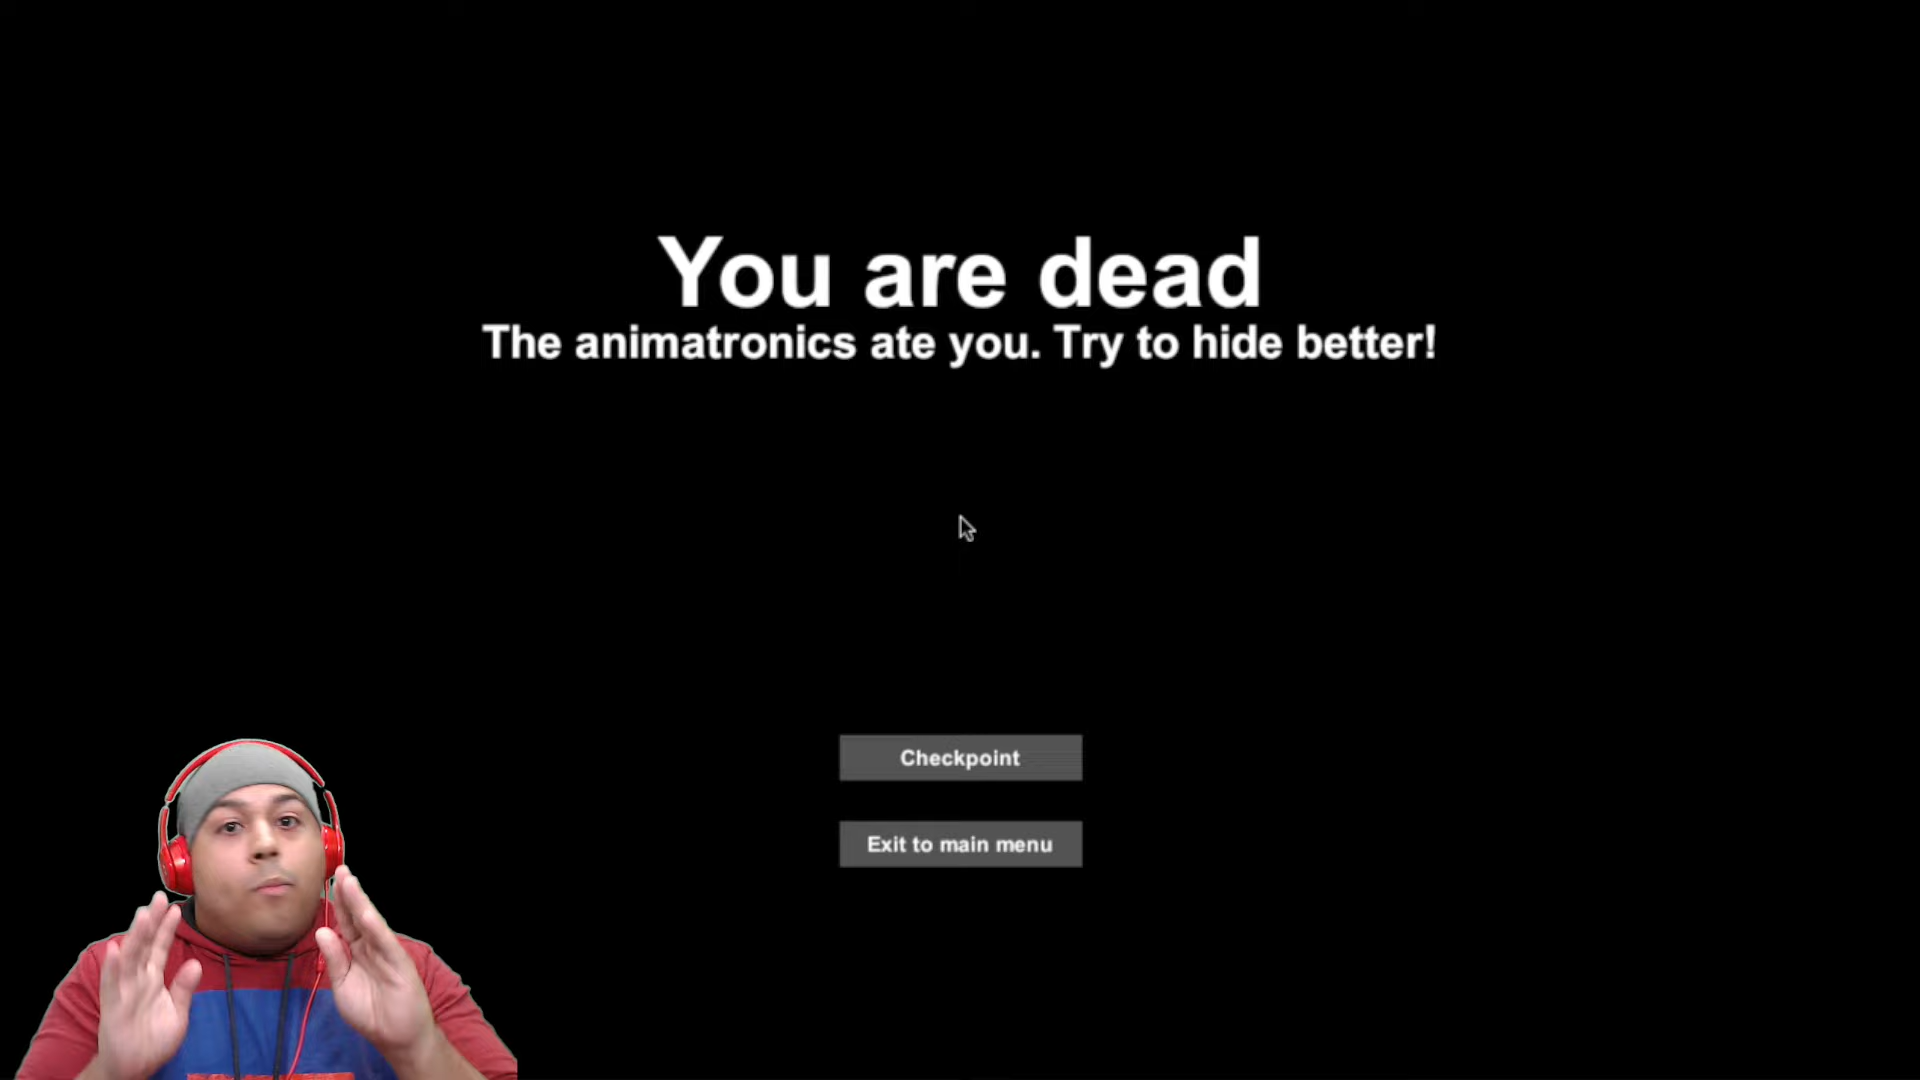 You are dead
The animatronics ate you. Try to hide better!
Checkpoint
Exit to main menu